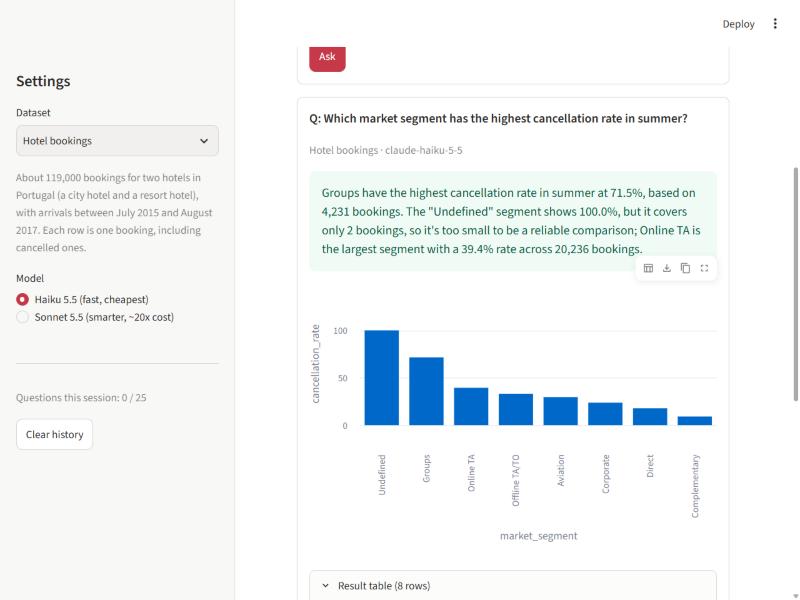 Deploy
Settings
Dataset
Hotel bookings
About 119,000 bookings for two hotels in
Portugal (a city hotel and a resort hotel),
with arrivals between July 2015 and August
2017. Each row is one booking, including
cancelled ones.
Model
Haiku 5.5 (fast, cheapest)
Sonnet 5.5 (smarter, ~20x cost)
Questions this session: 0 / 25
Clear history
Ask
Q: Which market segment has the highest cancellation rate in summer?
Hotel bookings · claude-haiku-5-5
Groups have the highest cancellation rate in summer at 71.5%, based on
4,231 bookings. The "Undefined" segment shows 100.0%, but it covers
only 2 bookings, so it's too small to be a reliable comparison; Online TA is
the largest segment with a 39.4% rate across 20,236 bookings.
cancellation_rate
100
50
0
Undefined
Groups
Online TA
Offline TA/TO
Aviation
Corporate
Direct
Complementary
market_segment
Result table (8 rows)